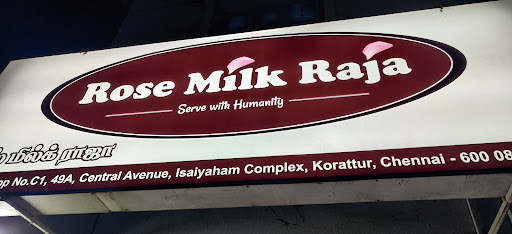 Rose Milk Raja
Serve with Humanity
மில்க் ராஜா
No.C1, 49A, Central Avenue, Isaiyaham Complex, Korattur, Chennai - 600 08